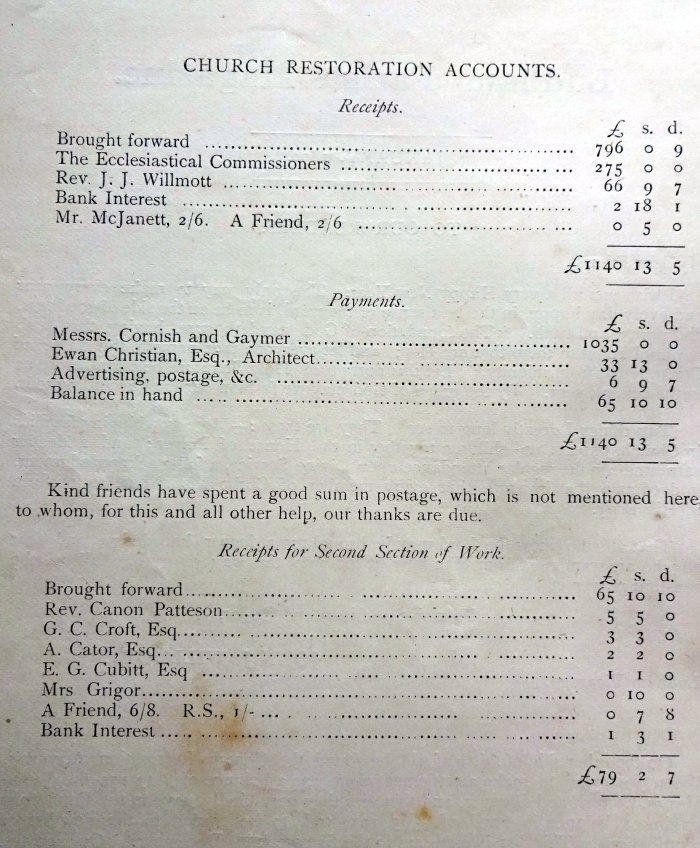 CHURCH RESTORATION ACCOUNTS.
Receipts.
£ s. d.
Brought forward ........ 796 0 9
The Ecclesiastical Commissioners ........ 275 0 0
Rev. J. J. Willmott ........ 66 9 7
Bank Interest ........ 2 18 1
Mr. McJanett, 2/6. A Friend, 2/6 ........ 0 5 0
£1140 13 5
Payments.
£ s. d.
Messrs. Cornish and Gaymer ........ 1035 0 0
Ewan Christian, Esq., Architect ........ 33 13 0
Advertising, postage, &c. ........ 6 9 7
Balance in hand ........ 65 10 10
£1140 13 5
Kind friends have spent a good sum in postage, which is not mentioned here
to whom, for this and all other help, our thanks are due.
Receipts for Second Section of Work.
£ s. d.
Brought forward ........ 65 10 10
Rev. Canon Patteson ........ 5 5 0
G. C. Croft, Esq. ........ 3 3 0
A. Cator, Esq. ........ 2 2 0
E. G. Cubitt, Esq ........ 1 1 0
Mrs Grigor ........ 0 10 0
A Friend, 6/8. R.S., 1/- ........ 0 7 8
Bank Interest ........ 1 3 1
£79 2 7